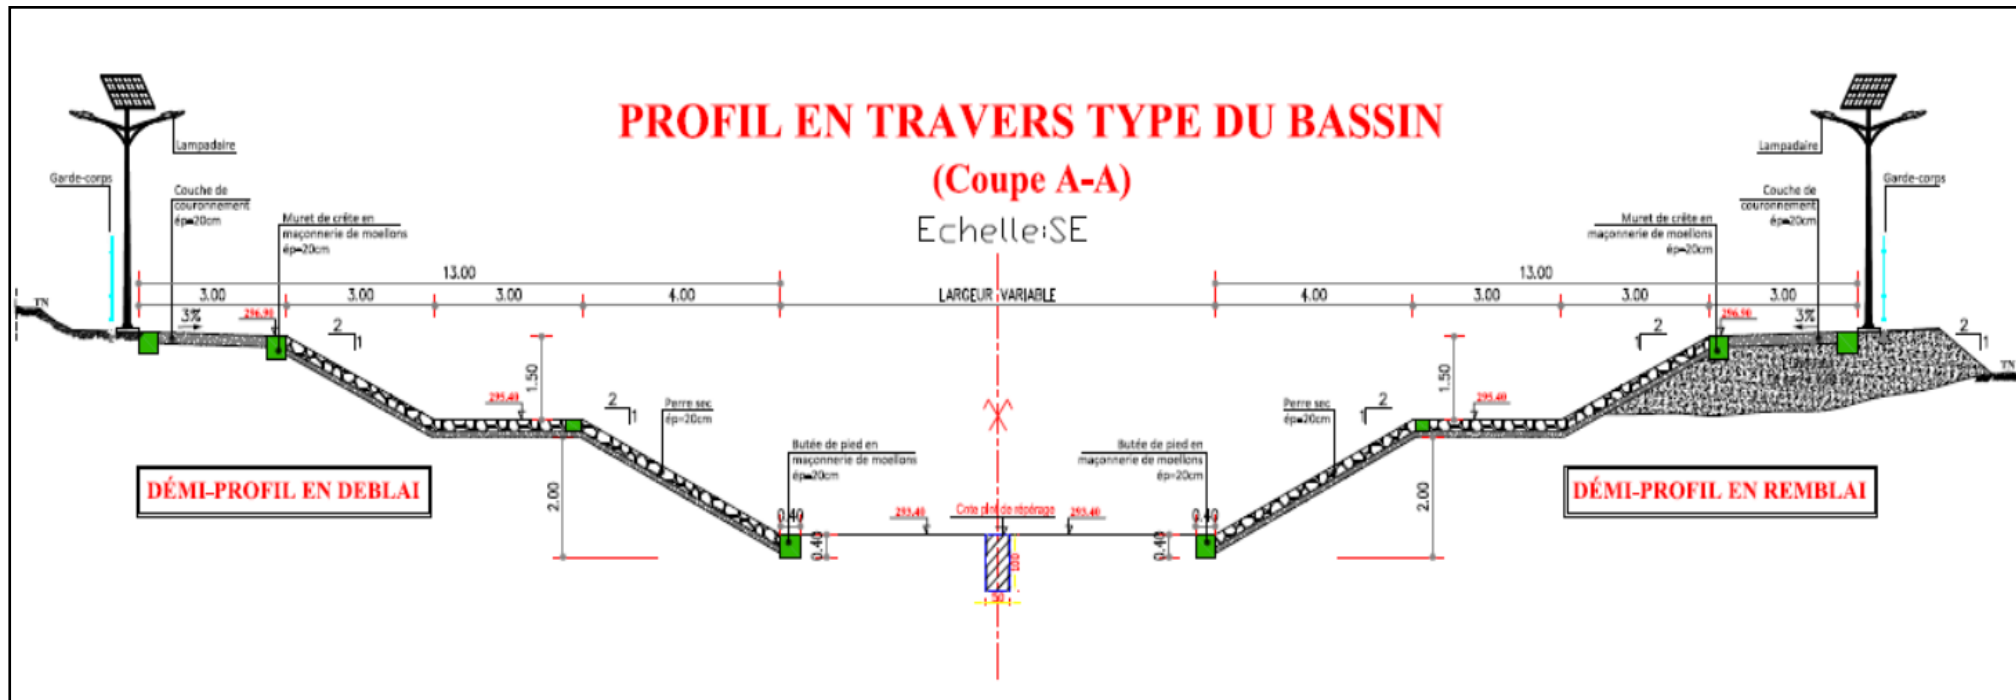 PROFIL EN TRAVERS TYPE DU BASSIN
(Coupe A-A)
Echelle:SE
Lampadaire
Garde-corps
Couche de
couronnement
ép=20cm
Muret de crête en
maçonnerie de moellons
ép=20cm
13.00
3.00
3.00
3.00
4.00
LARGEUR VARIABLE
TN
3%
296.90
2
1
1.50
295.40
2
1
Perre sec
ép=20cm
Butée de pied en
maçonnerie de moellons
ép=20cm
2.00
0.40
0.40
293.40
DÉMI-PROFIL EN DEBLAI
Cote de répérage
293.40
100
50
Lampadaire
Garde-corps
Couche de
couronnement
ép=20cm
Muret de crête en
maçonnerie de moellons
ép=20cm
13.00
4.00
3.00
3.00
3.00
3%
296.90
2
1
2
1
TN
1.50
295.40
2
1
Perre sec
ép=20cm
Butée de pied en
maçonnerie de moellons
ép=20cm
2.00
0.40
0.40
DÉMI-PROFIL EN REMBLAI